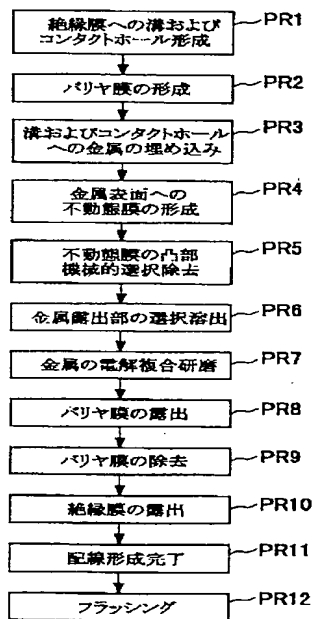 絶縁膜への溝および
コンタクトホール形成
PR1
バリヤ膜の形成
PR2
溝およびコンタクトホール
への金属の埋め込み
PR3
金属表面への
不動態膜の形成
PR4
不動態膜の凸部
機械的選択除去
PR5
金属露出部の選択溶出
PR6
金属の電解複合研磨
PR7
バリヤ膜の露出
PR8
バリヤ膜の除去
PR9
絶縁膜の露出
PR10
配線形成完了
PR11
フラッシング
PR12